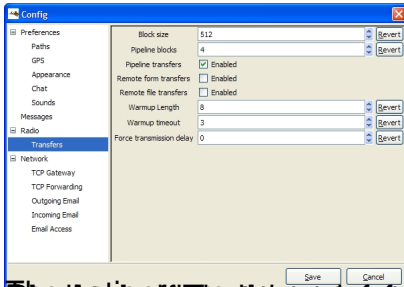 Config
Preferences
Paths
GPS
Appearance
Chat
Sounds
Messages
Radio
Transfers
Network
TCP Gateway
TCP Forwarding
Outgoing Email
Incoming Email
Email Access
Block size 512 Revert
Pipeline blocks 4 Revert
Pipeline transfers Enabled
Remote form transfers Enabled
Remote file transfers Enabled
Warmup Length 8 Revert
Warmup timeout 3 Revert
Force transmission delay 0 Revert
Save Cancel